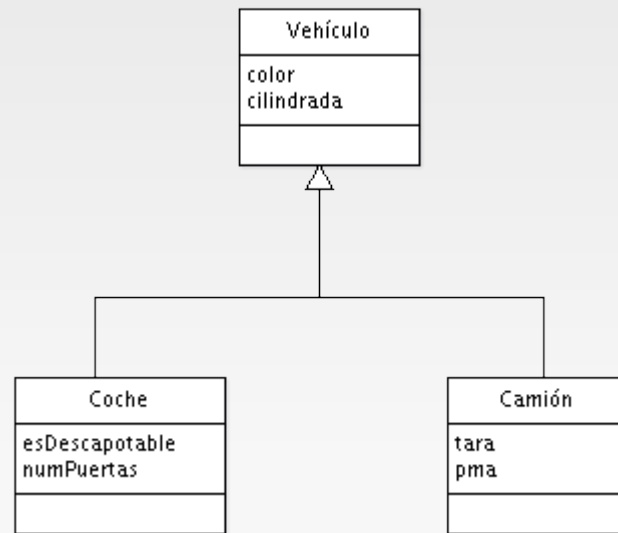 Vehículo
color
cilindrada
Coche
esDescapotable
numPuertas
Camión
tara
pma